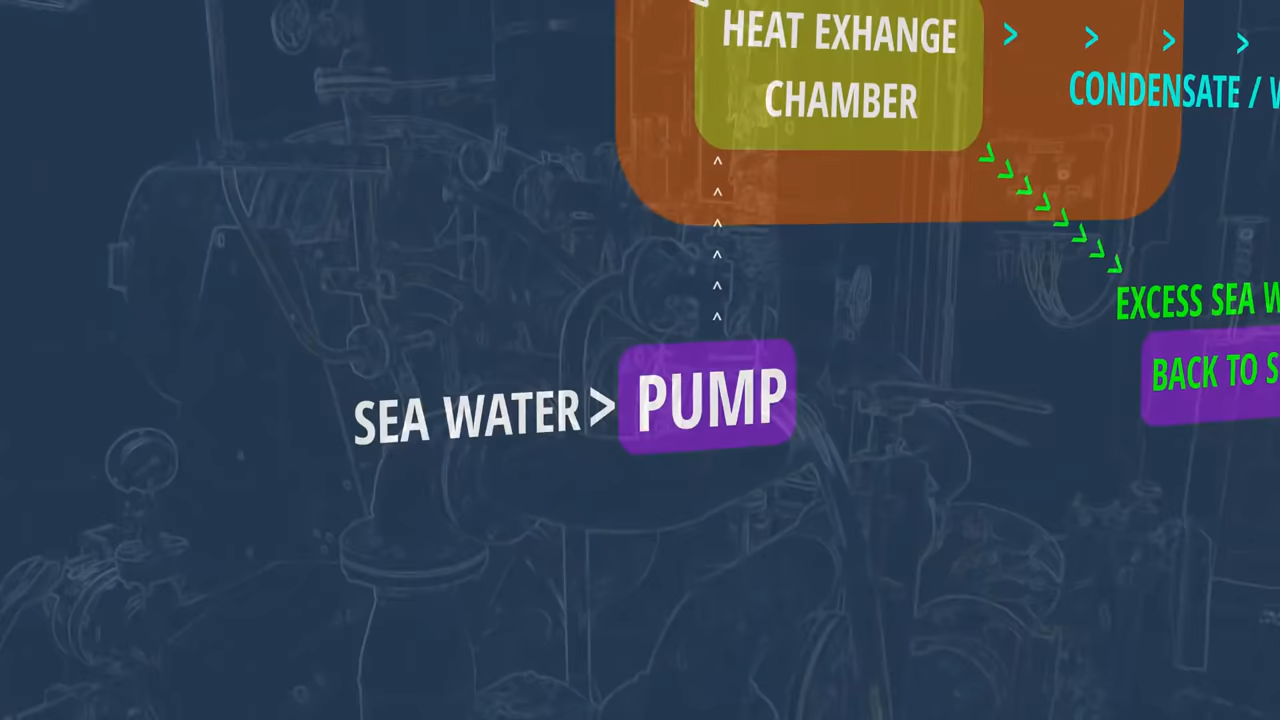 HEAT EXHANGE
CHAMBER
> > > >
CONDENSATE /
EXCESS SEA
BACK TO
SEA WATER > PUMP